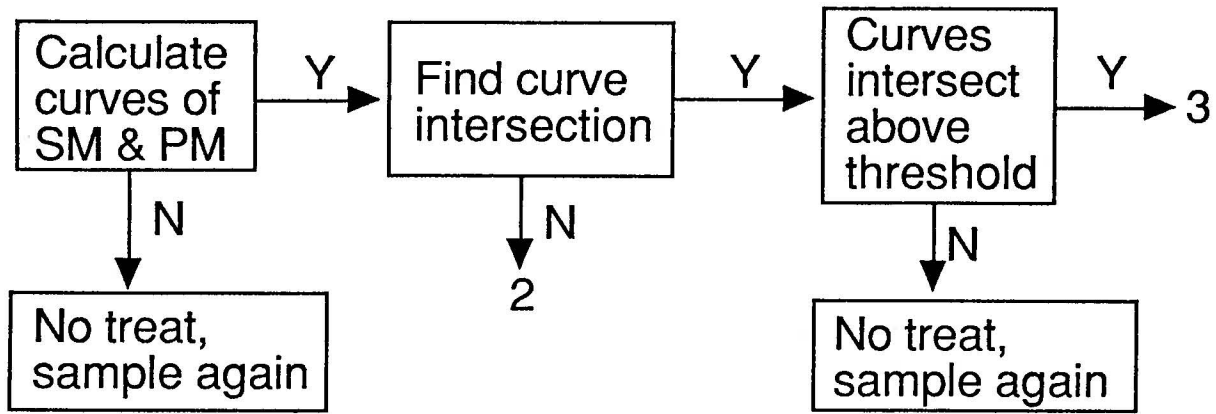 Calculate
curves of
SM & PM
Y
Find curve
intersection
Y
Curves
intersect
above
threshold
Y
3
N
N
2
N
No treat,
sample again
No treat,
sample again